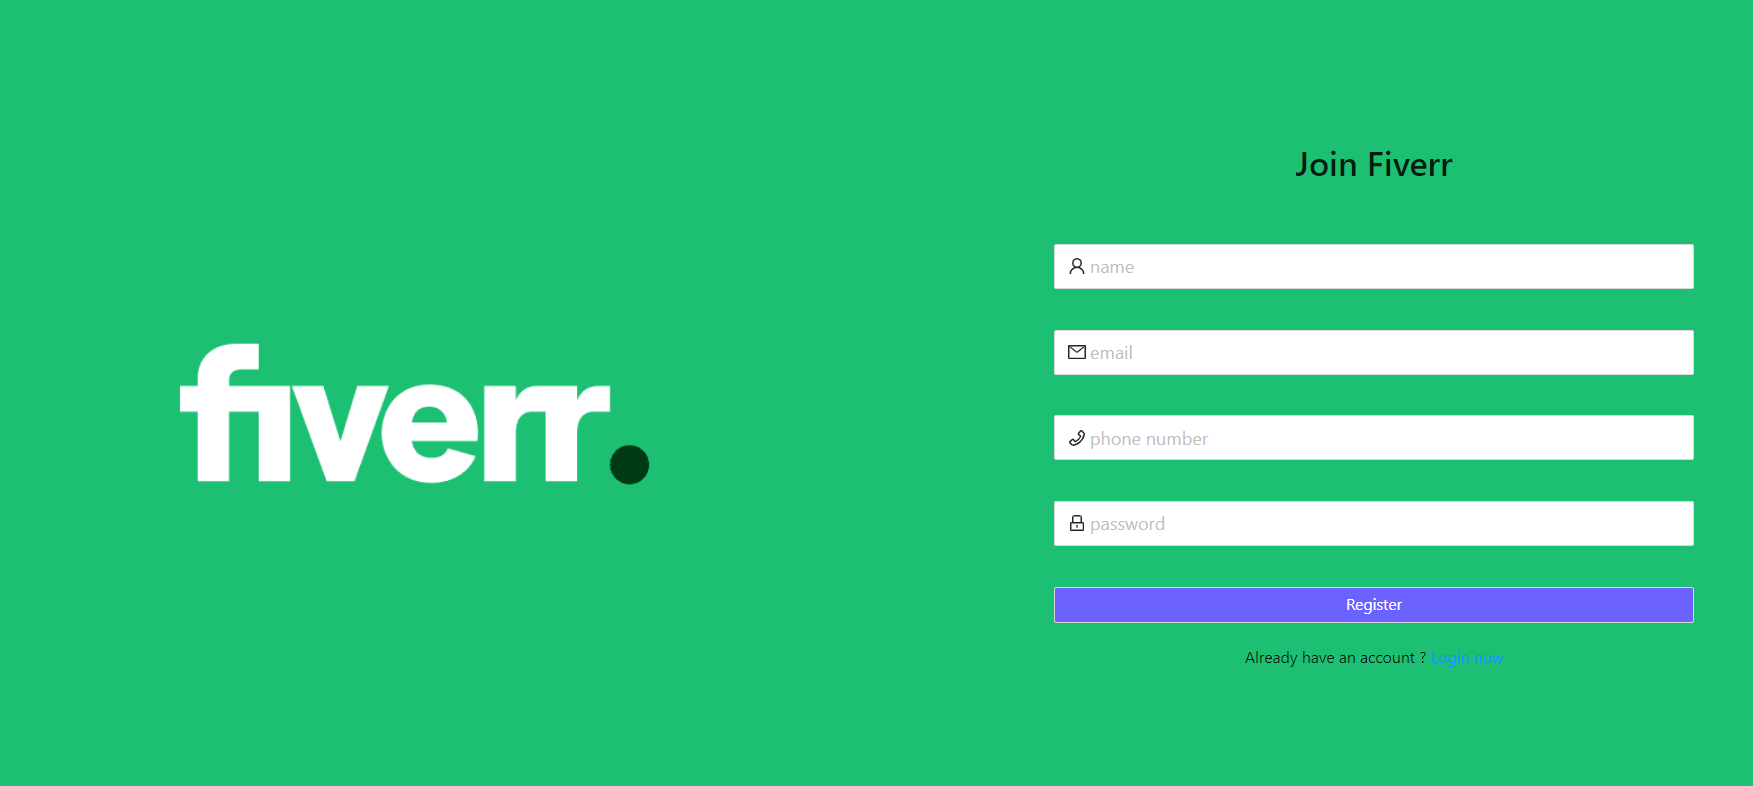 fiverr.
Join Fiverr
name
email
phone number
password
Register
Already have an account ? Login now